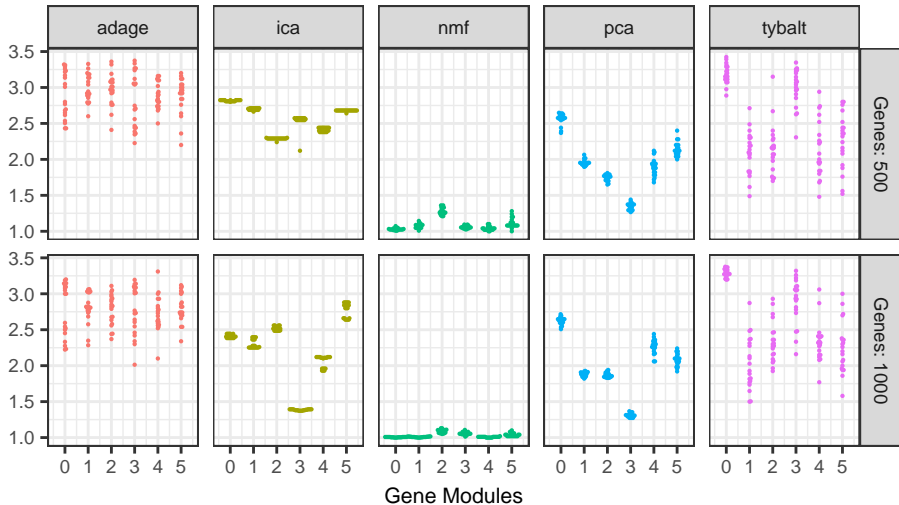 adage ica nmf pca tybalt
3.5
3.0
2.5
2.0
1.5
1.0
Genes: 500
3.5
3.0
2.5
2.0
1.5
1.0
Genes: 1000
0 1 2 3 4 5 0 1 2 3 4 5 0 1 2 3 4 5 0 1 2 3 4 5 0 1 2 3 4 5
Gene Modules